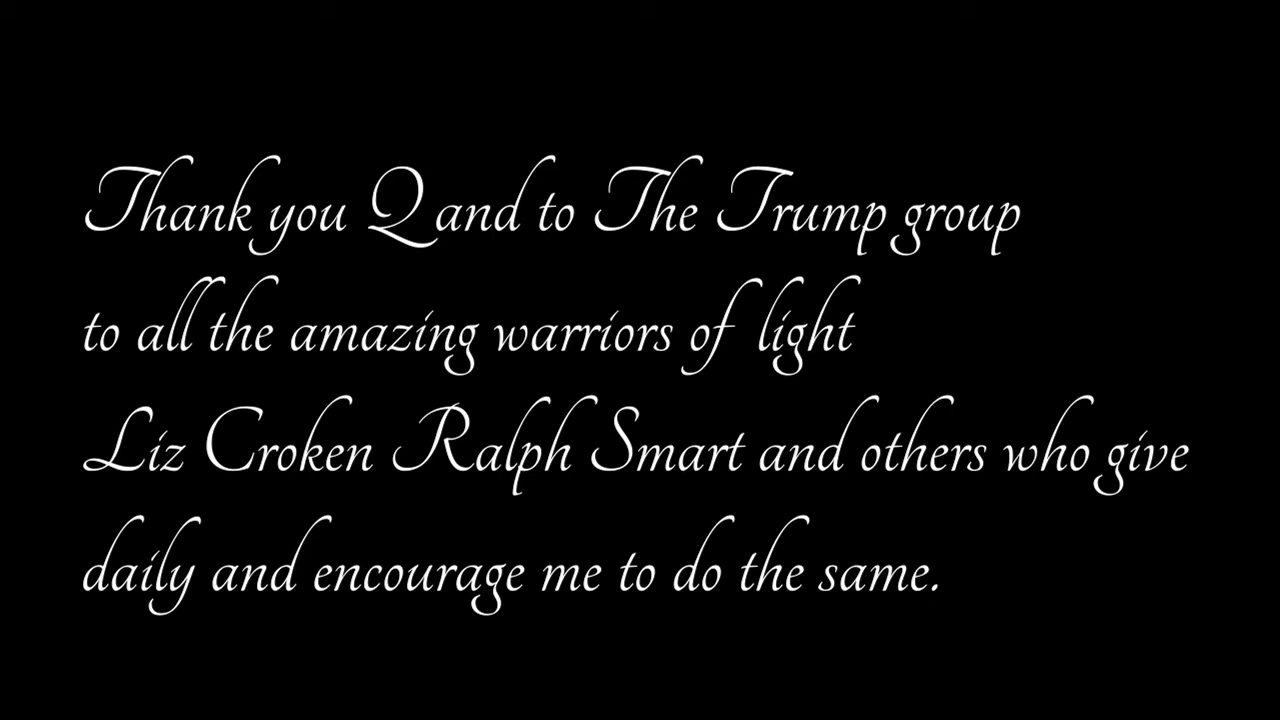 Thank you Q and to The Trump group
to all the amazing warriors of light
Liz Croken Ralph Smart and others who give
daily and encourage me to do the same.